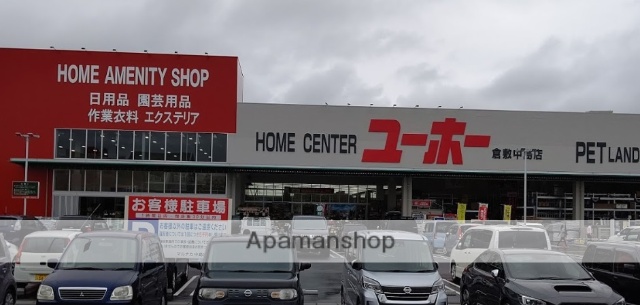 HOME AMENITY SHOP
日用品 園芸用品
作業衣料 エクステリア
HOME CENTER ユーホー 倉敷中島店
PET LAND
お客様駐車場
Apamanshop